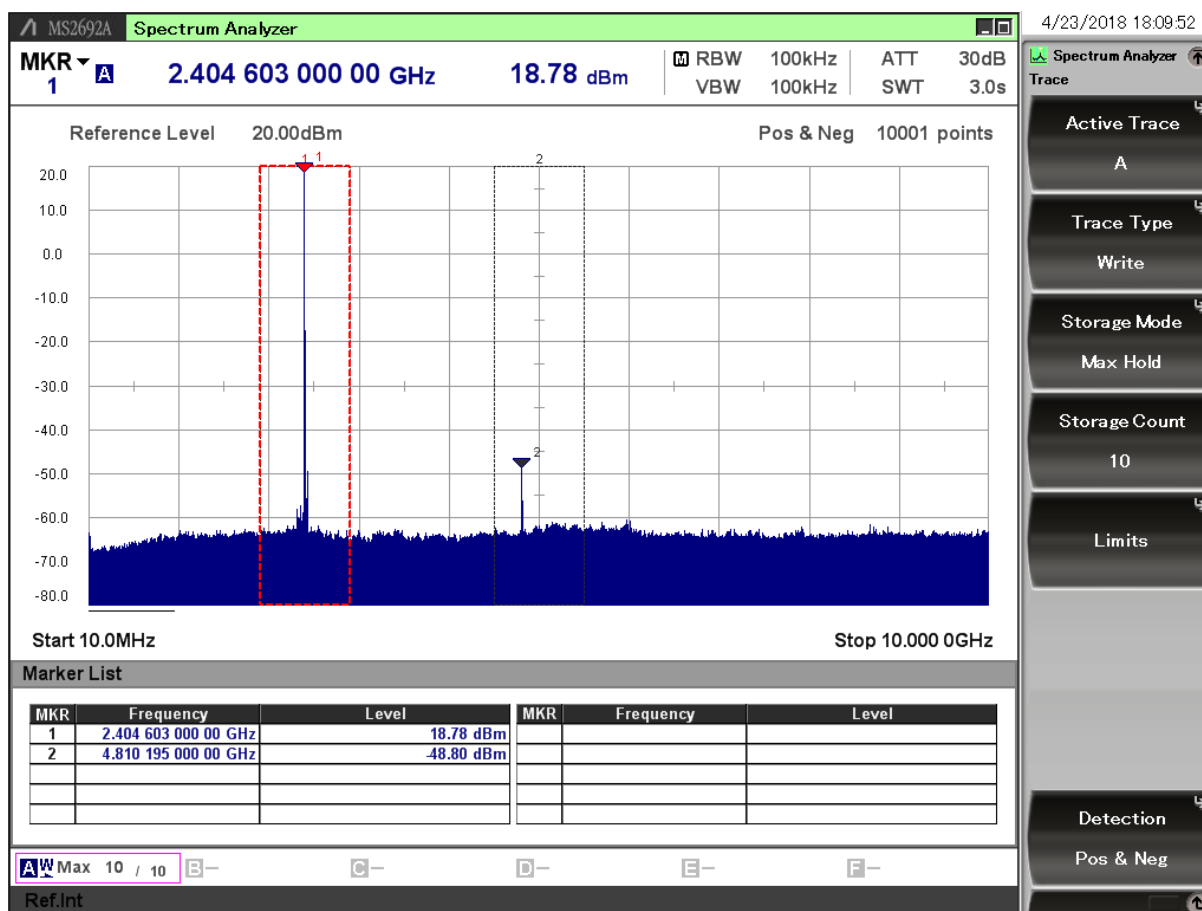 MS2692A Spectrum Analyzer
4/23/2018 18:09:52
MKR
1
A
2.404 603 000 00 GHz
18.78 dBm
M RBW 100kHz
VBW 100kHz
ATT 30dB
SWT 3.0s
Reference Level 20.00dBm
Pos & Neg 10001 points
1 1
2
20.0
10.0
0.0
-10.0
-20.0
-30.0
-40.0
2
-50.0
-60.0
-70.0
-80.0
Start 10.0MHz
Stop 10.000 0GHz
Marker List
MKR Frequency Level MKR Frequency Level
1 2.404 603 000 00 GHz 18.78 dBm
2 4.810 195 000 00 GHz -48.80 dBm
A W Max 10 / 10 B- C- D- E- F-
Ref.Int
Spectrum Analyzer
Trace
Active Trace
A
Trace Type
Write
Storage Mode
Max Hold
Storage Count
10
Limits
Detection
Pos & Neg